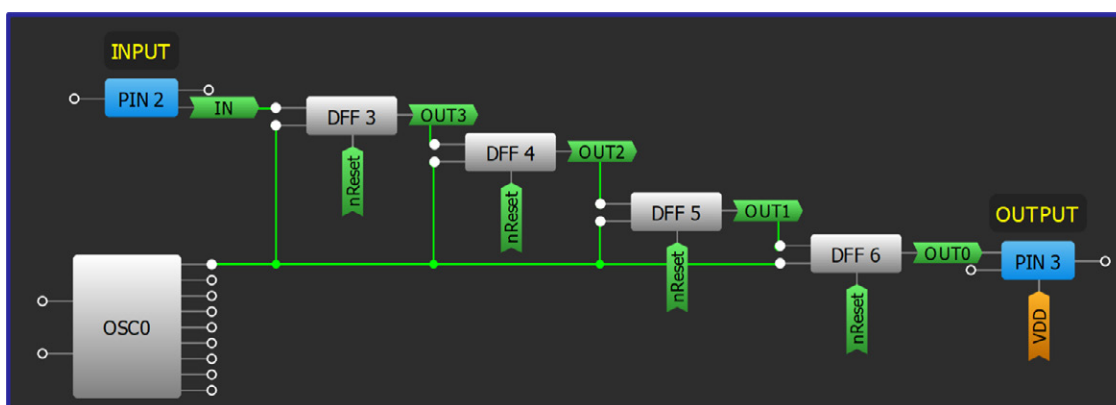 INPUT
PIN 2
IN
DFF 3
OUT3
nReset
DFF 4
OUT2
nReset
DFF 5
OUT1
nReset
DFF 6
OUT0
nReset
OUTPUT
PIN 3
VDD
OSC0